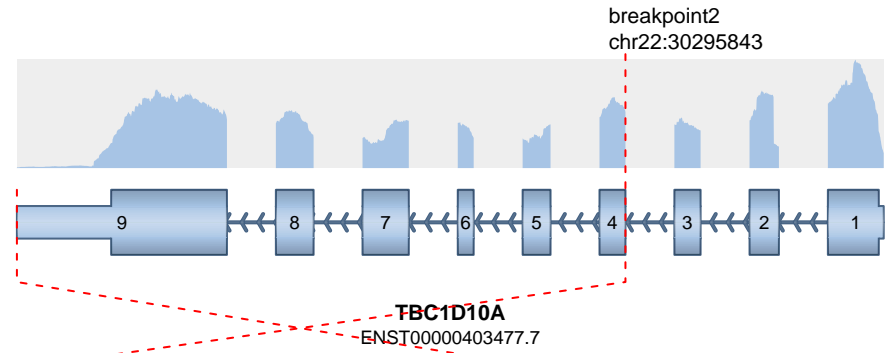 breakpoint2
chr22:30295843
9 8 7 6 5 4 3 2 1
TBC1D10A
ENST00000403477.7